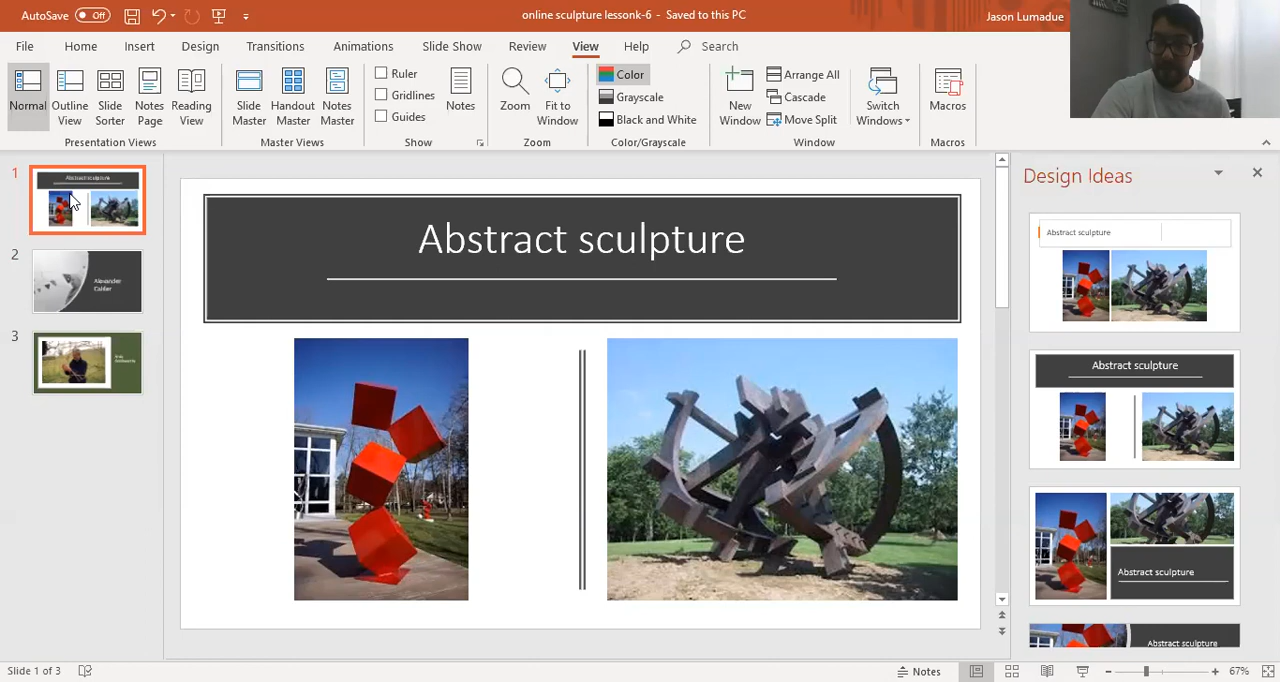 AutoSave Off online sculpture lessonk-6 - Saved to this PC Jason Lumadue
File Home Insert Design Transitions Animations Slide Show Review View Help Search
Normal Outline View Slide Sorter Notes Page Reading View
Presentation Views
Slide Master Handout Master Notes Master
Master Views
Ruler
Gridlines
Guides
Notes
Show
Zoom Fit to Window
Zoom
Color
Grayscale
Black and White
Color/Grayscale
New Window
Arrange All
Cascade
Move Split
Switch Windows
Window
Macros
Macros
1
Abstract sculpture
2
Alexander
Calder
3
Abstract sculpture
Design Ideas
Abstract sculpture
Abstract sculpture
Abstract sculpture
Abstract sculpture
Slide 1 of 3 Notes 67%